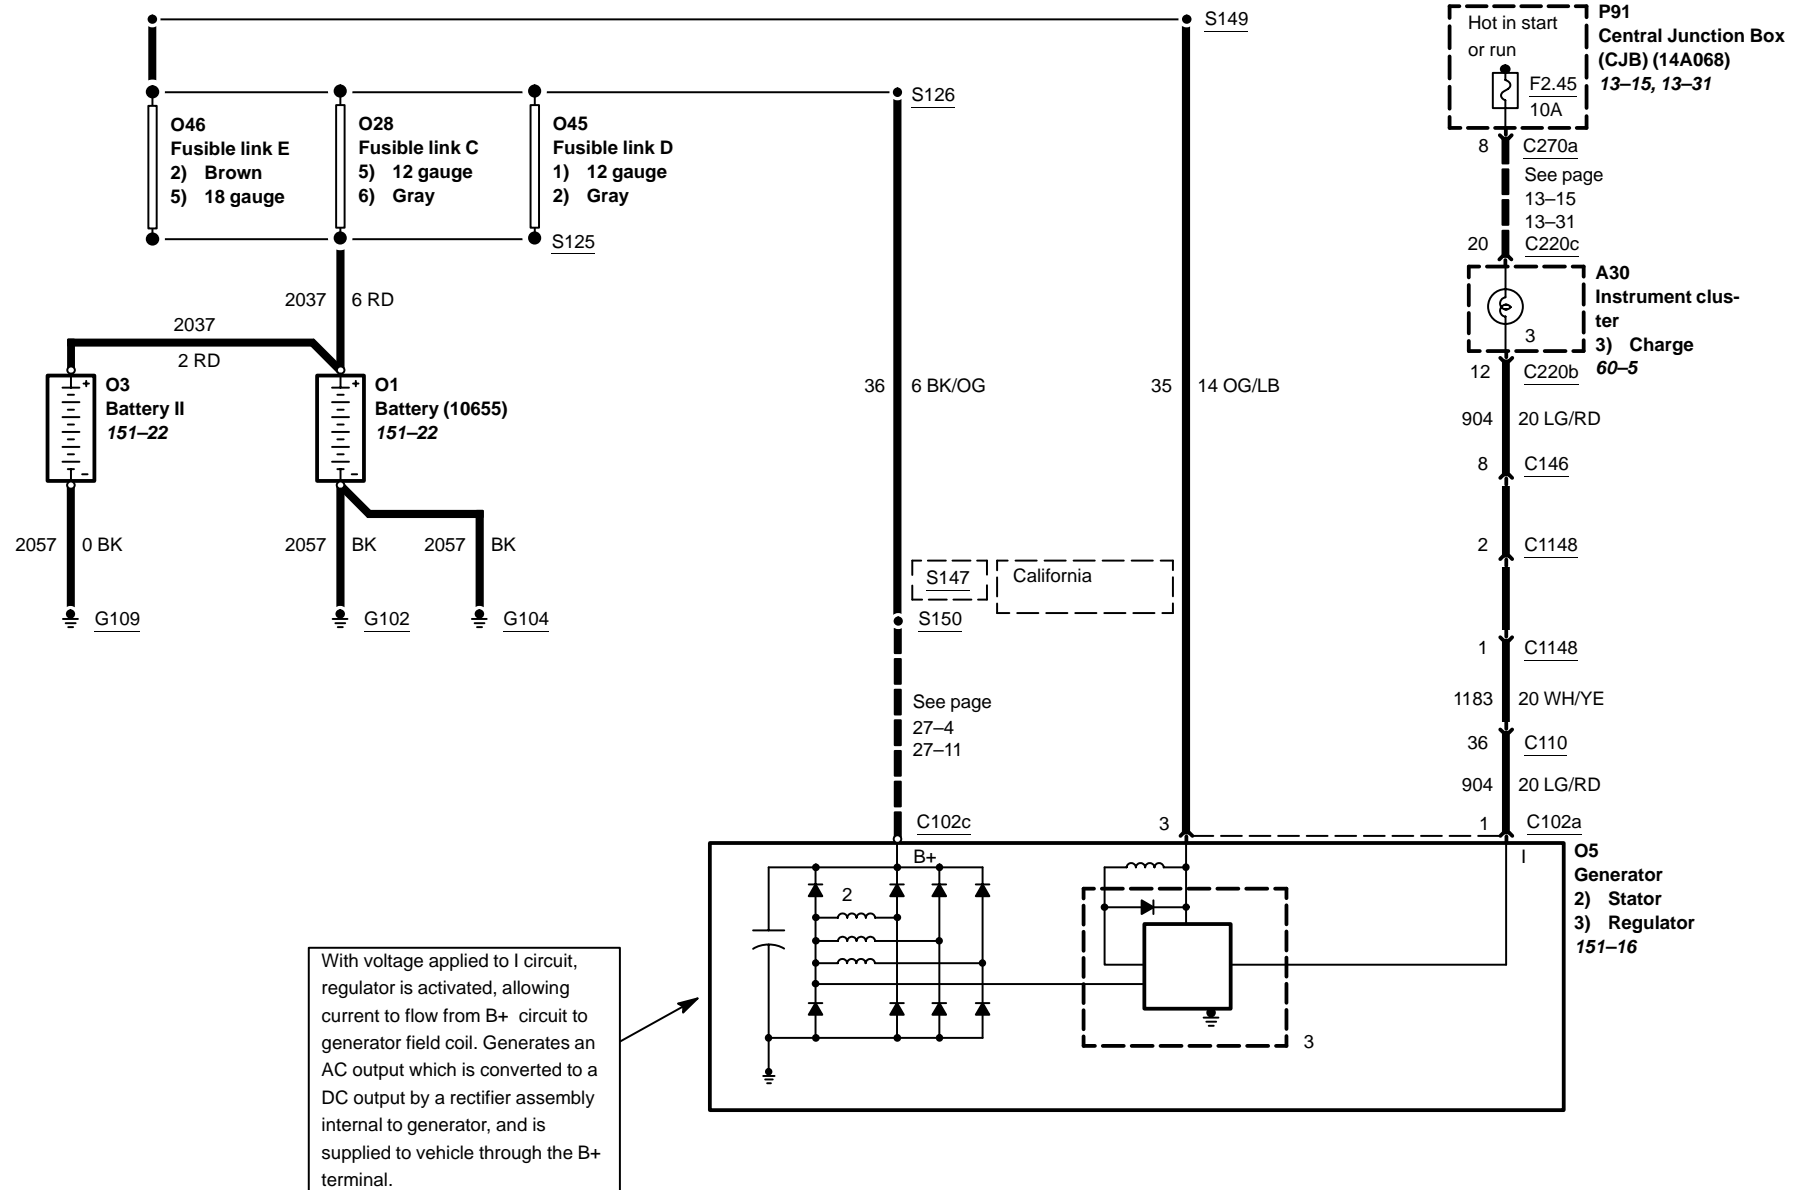 S149
P91
Central Junction Box
(CJB) (14A068)
13–15, 13–31
Hot in start
or run
F2.45
10A
S126
O46
Fusible link E
2) Brown
5) 18 gauge
O28
Fusible link C
5) 12 gauge
6) Gray
O45
Fusible link D
1) 12 gauge
2) Gray
8 C270a
See page
13–15
13–31
20 C220c
S125
A30
Instrument clus-
ter
3) Charge
60–5
3
2037 6 RD
2037
2 RD
12 C220b
O3
Battery II
151–22
O1
Battery (10655)
151–22
36 6 BK/OG
35 14 OG/LB
904 20 LG/RD
8 C146
2057 0 BK
2057 BK
2057 BK
2 C1148
S147
California
G109
G102
G104
S150
1 C1148
See page
27–4
27–11
1183 20 WH/YE
36 C110
904 20 LG/RD
C102c
3
1 C102a
B+
I
O5
Generator
2) Stator
3) Regulator
151–16
2
+
–
+
–
3
With voltage applied to I circuit,
regulator is activated, allowing
current to flow from B+ circuit to
generator field coil. Generates an
AC output which is converted to a
DC output by a rectifier assembly
internal to generator, and is
supplied to vehicle through the B+
terminal.